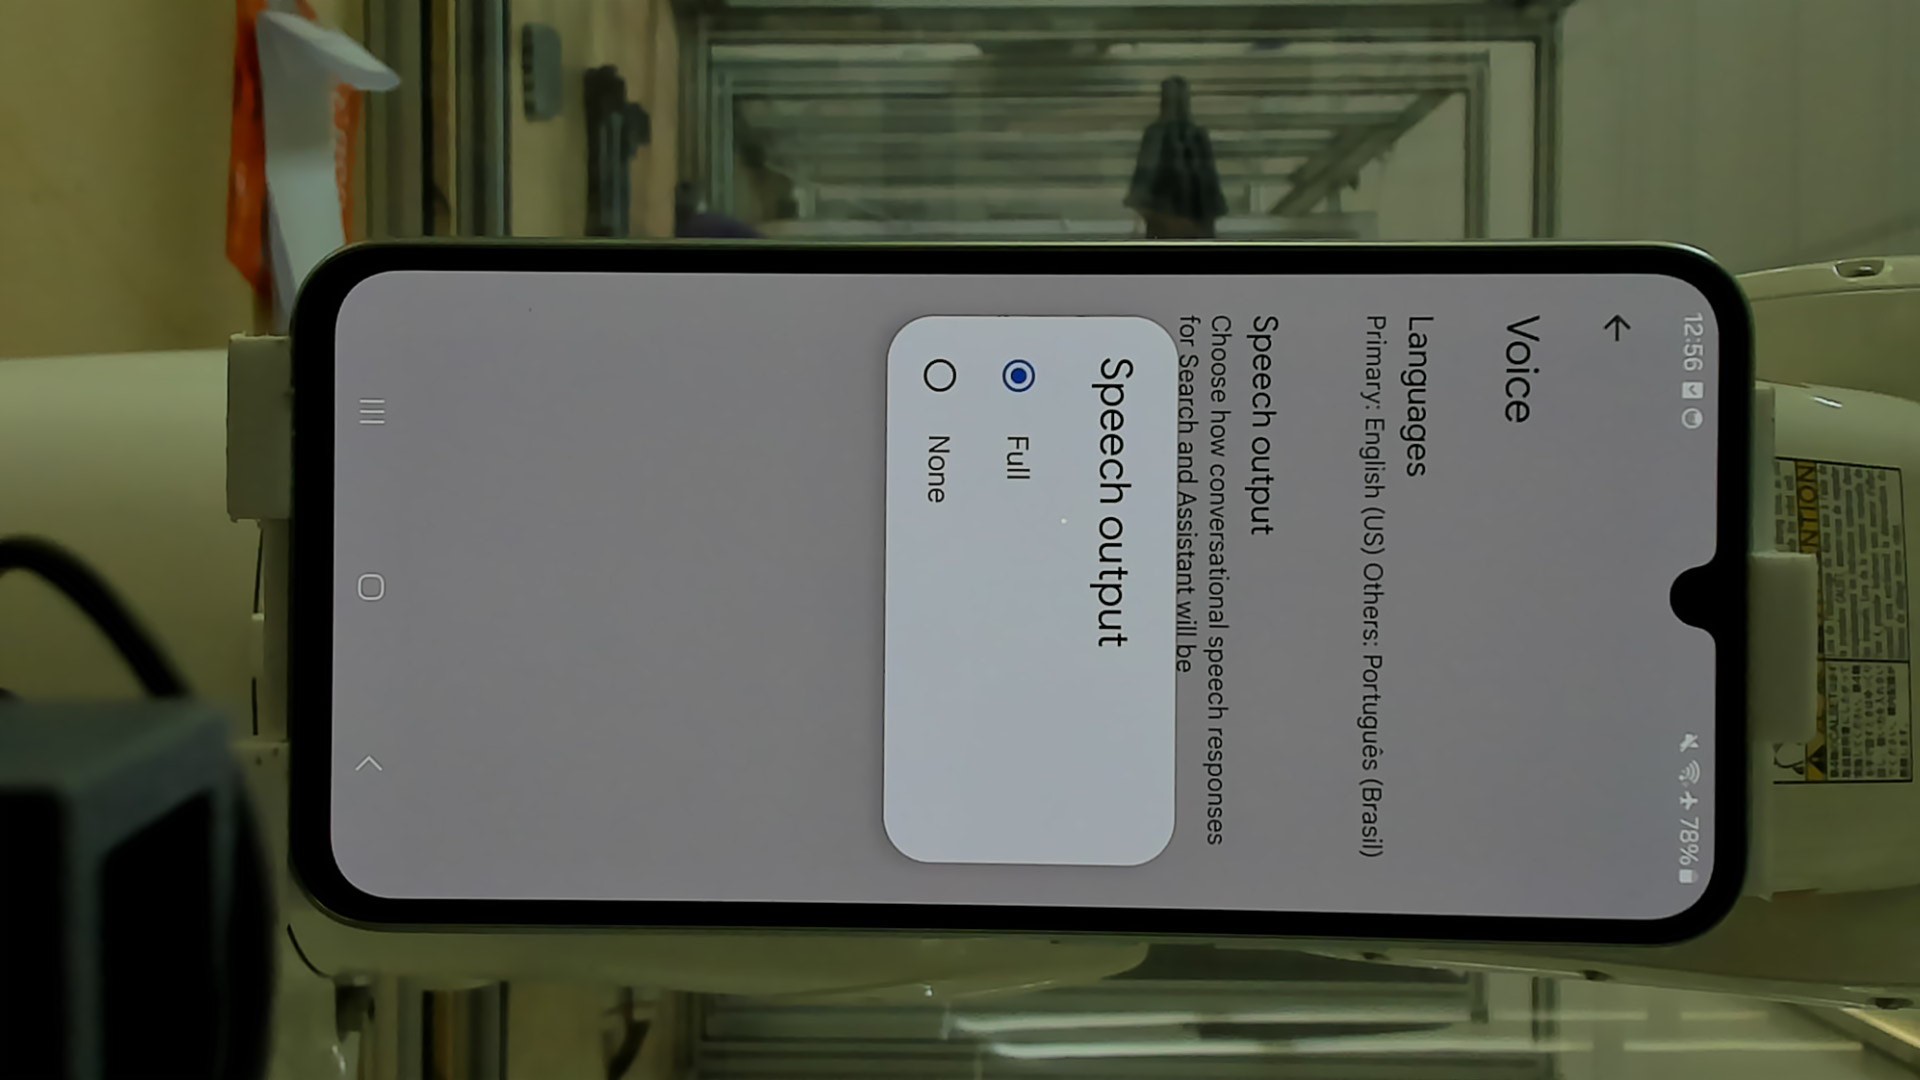 12:56
78%
Voice
Languages
Primary: English (US) Others: Português (Brasil)
Speech output
Choose how conversational speech responses
for Search and Assistant will be
Speech output
Full
None